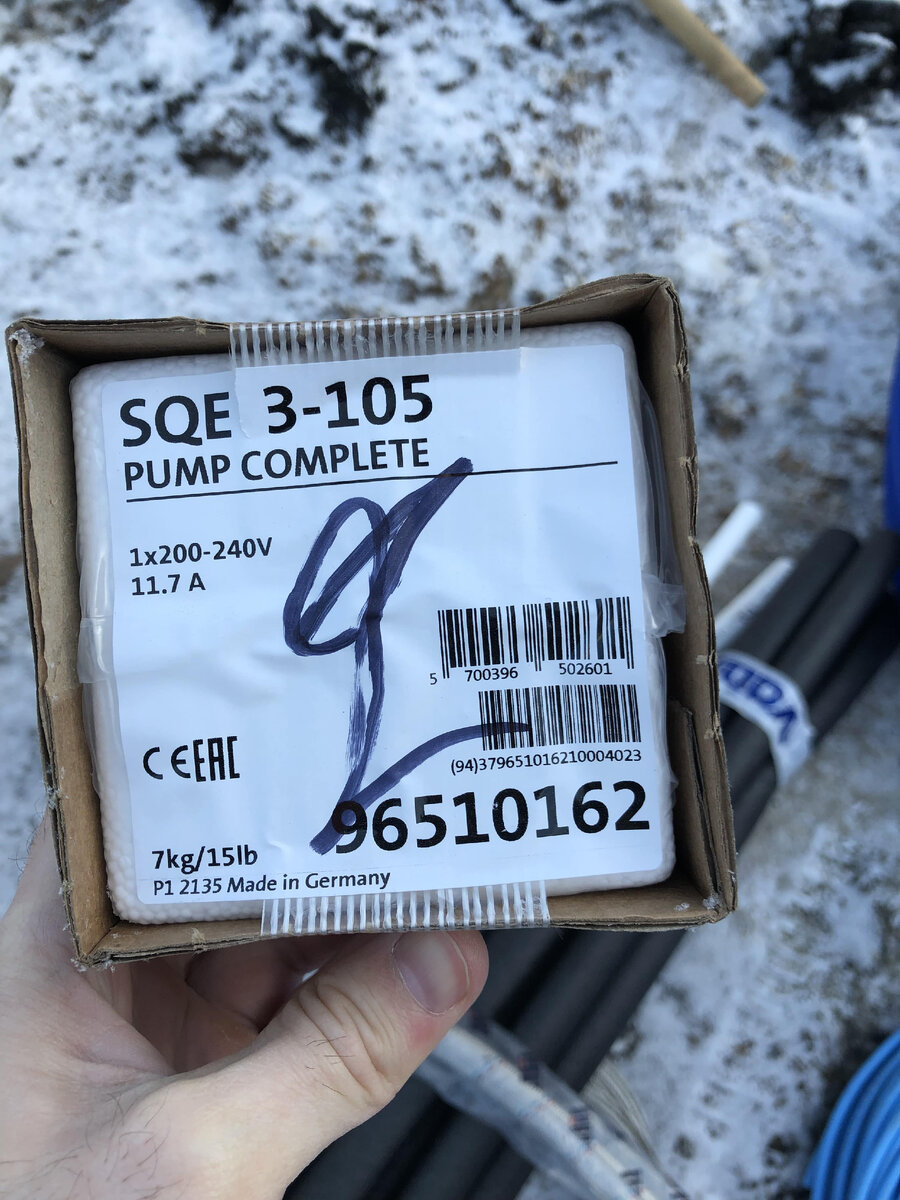 SQE 3-105
PUMP COMPLETE
1x200-240V
11.7 A
5 700396 502601
(94)379651016210004023
CE EAC
96510162
7kg/15lb
P1 2135 Made in Germany